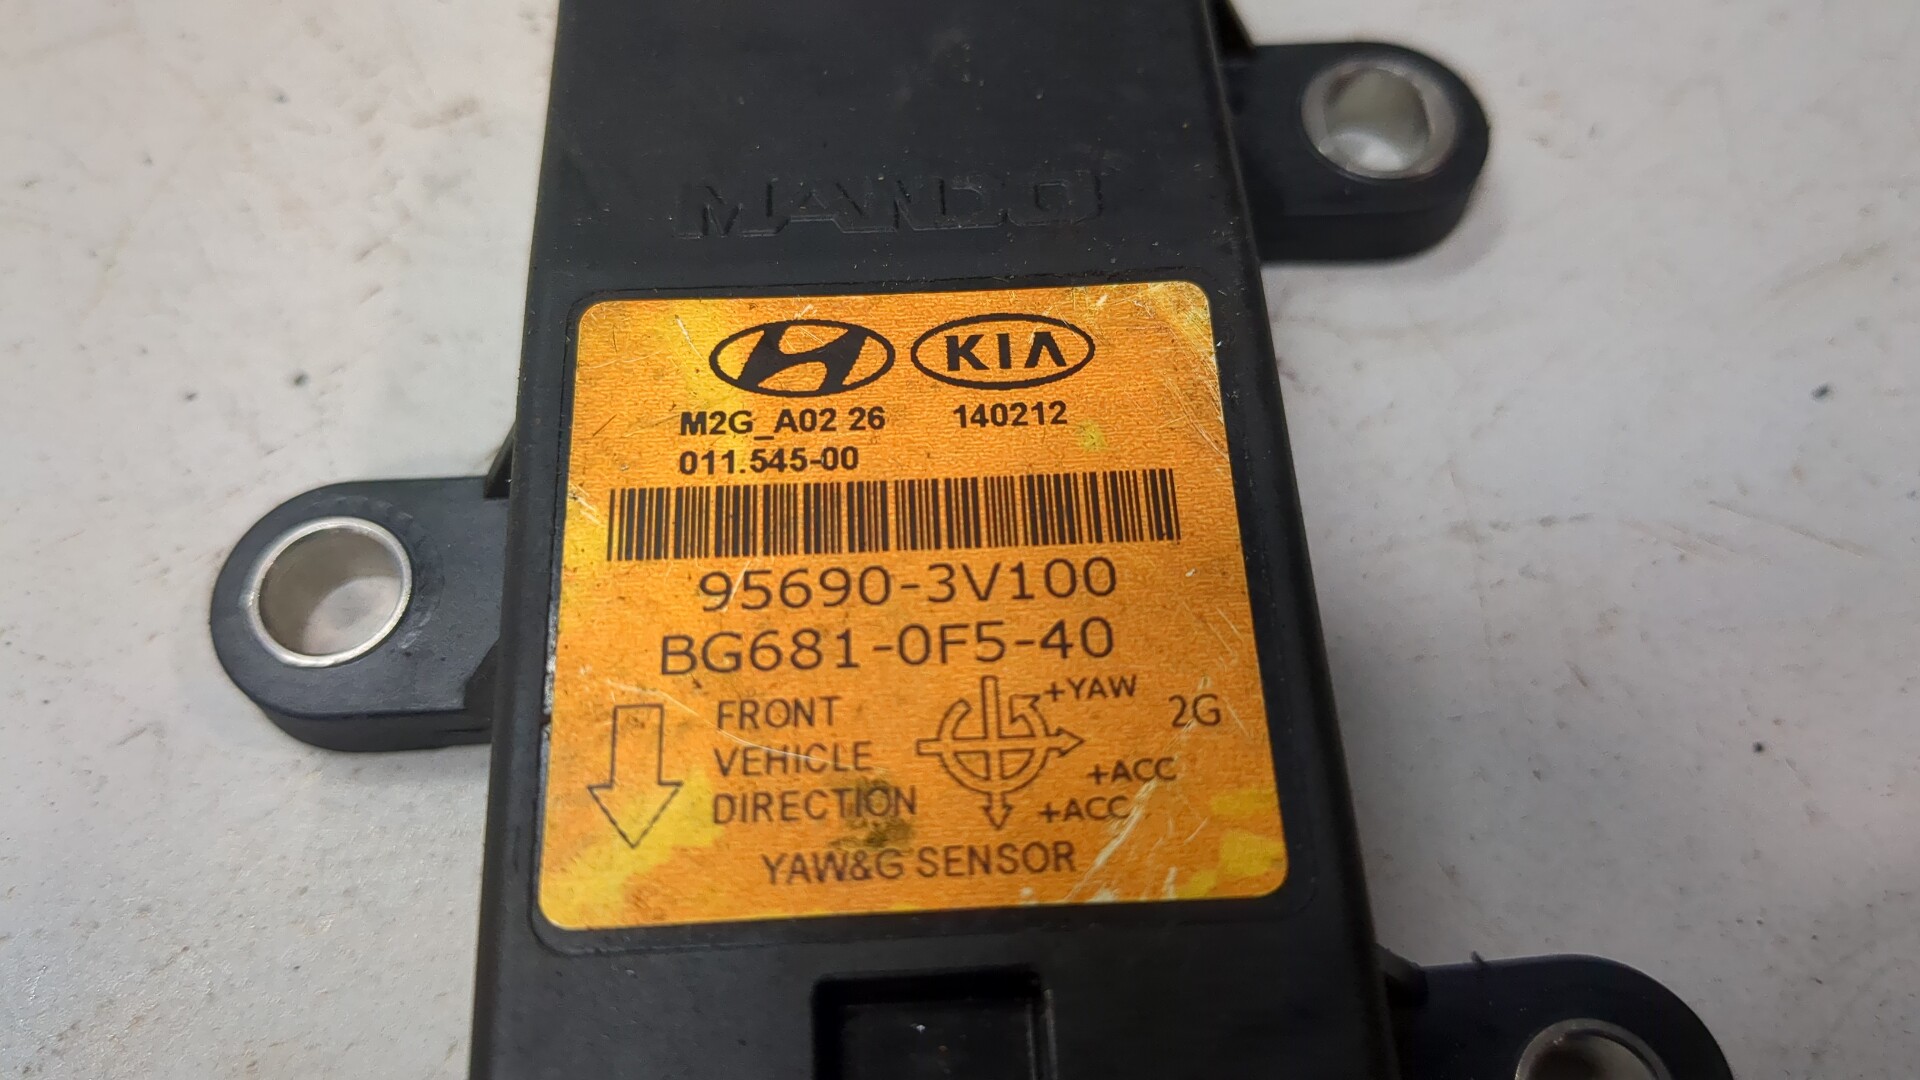 MANDO
KIA
M2G_A02 26 140212
011.545-00
95690-3V100
BG681-0F5-40
FRONT
VEHICLE
DIRECTION
+YAW
2G
+ACC
+ACC
YAW&G SENSOR